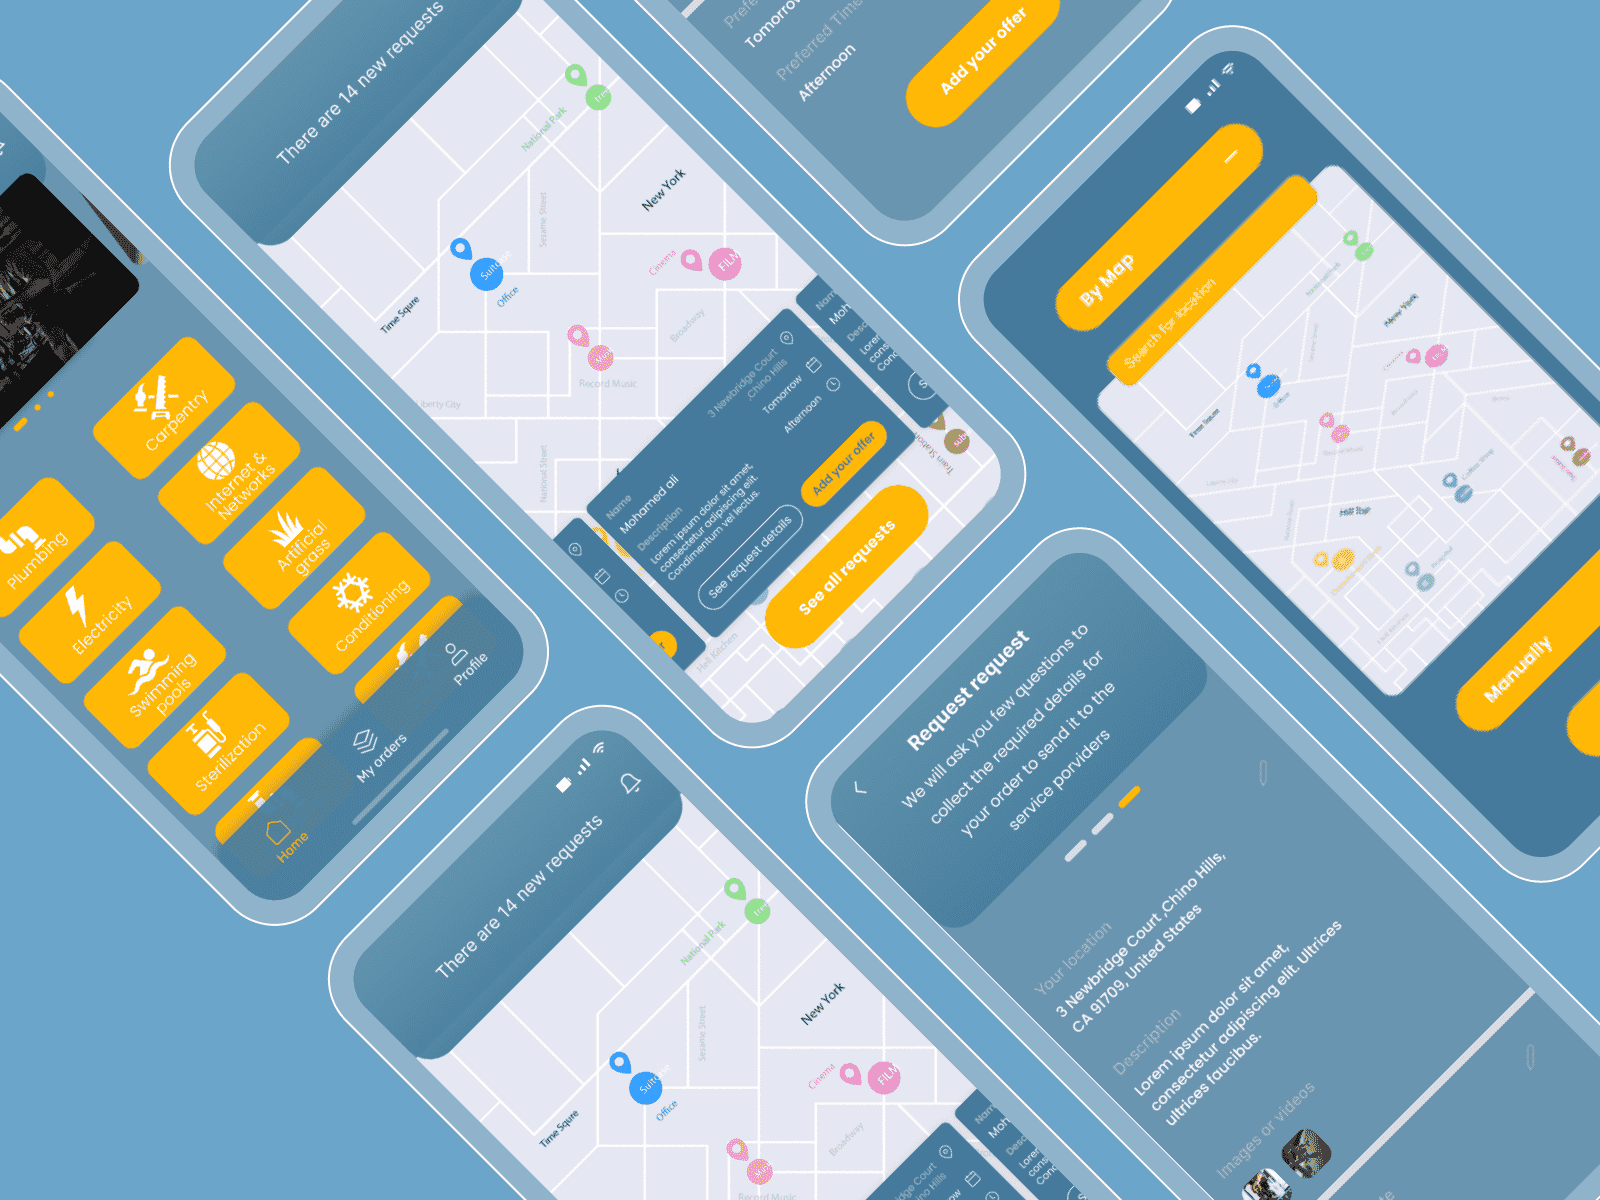 Carpentry
Internet &
Networks
Artificial
grass
Conditioning
Plumbing
Electricity
Swimming
pools
Sterilization
Home
My orders
Profile
There are 14 new requests
National Park
New York
Sesame Street
Cinema
FILM
Office
Time Squre
Broadway
Record Music
Liberty City
National Street
Train Station
Hell Kitchen
3 Newbridge Court
,Chino Hills
Tomorrow
Afternoon
Name
Mohamed ali
Description
Lorem ipsum dolor sit amet,
consectetur adipiscing elit.
Condimentum vel lectus.
Add your offer
See request details
See all requests
Tomorrow
Preferred Time
Afternoon
Add your offer
By Map
Search for location
New York
Manually
There are 14 new requests
National Park
New York
Sesame Street
Cinema
FILM
Office
Time Squre
Broadway
Record Music
Request request
We will ask you few questions to
collect the required details for
your order to send it to the
service porviders
Your location
3 Newbridge Court ,Chino Hills,
CA 91709, United States
Description
Lorem ipsum dolor sit amet,
consectetur adipiscing elit. Ultrices
ultrices faucibus.
Images or videos